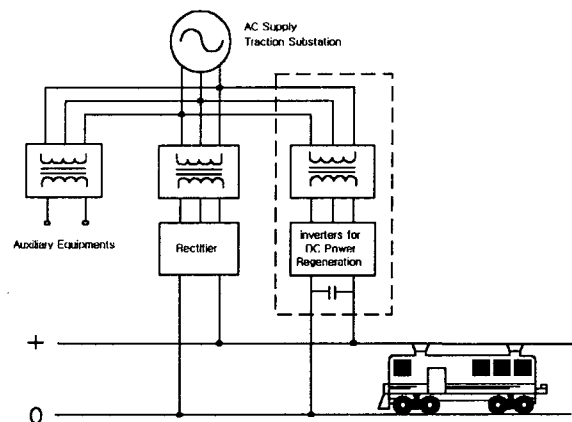 AC Supply
Traction Substation
Auxiliary Equipments
Rectifier
inverters for
DC Power
Regeneration
+
0